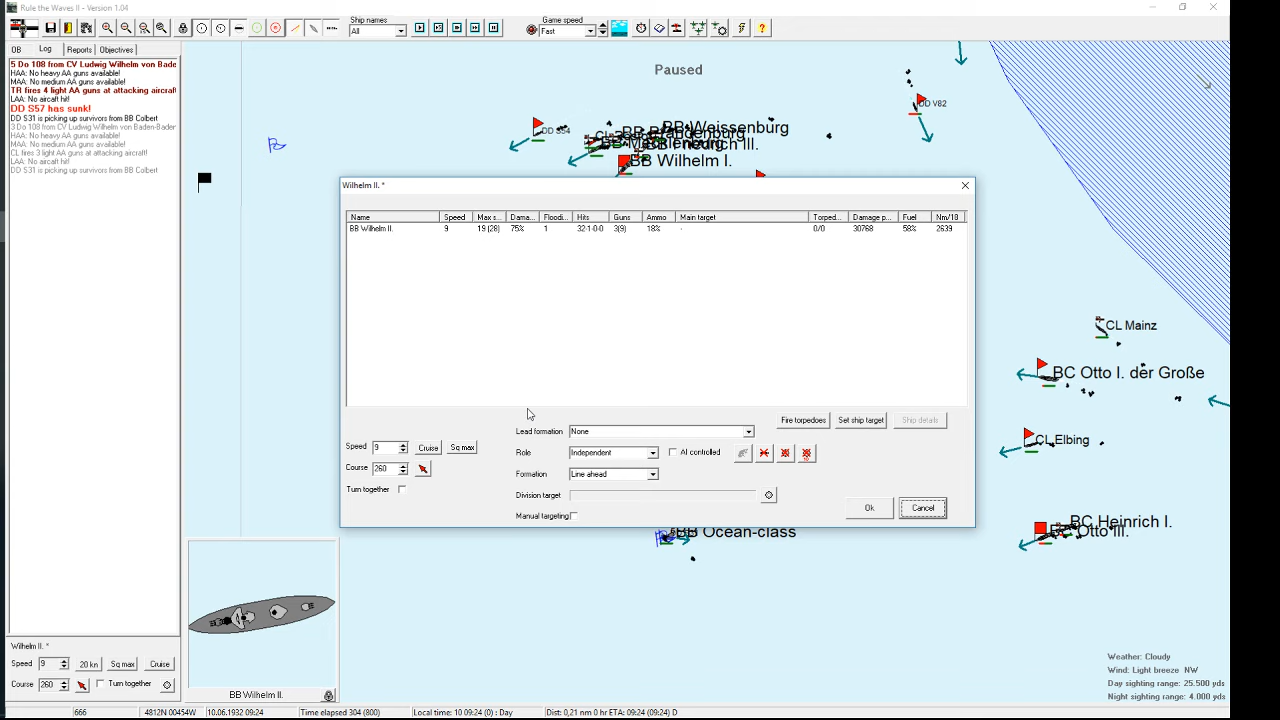 Rule the Waves II - Version 1.04
Ship names
All
Game speed
Fast
OB Log Reports Objectives
5 Do 108 from CV Ludwig Wilhelm von Bade
HAA: No heavy AA guns available!
MAA: No medium AA guns available!
TR fires 4 light AA guns at attacking aircraf
LAA: No aircaft hit!
DD S57 has sunk!
DD S31 is picking up survivors from BB Colbert
3 Do 108 from CV Ludwig Wilhelm von Baden-Baden
HAA: No heavy AA guns available!
MAA: No medium AA guns available!
CL fires 3 light AA guns at attacking aircraft!
LAA: No aircaft hit!
DD S31 is picking up survivors from BB Colbert
Paused
DD V82
DD S54
BB Weissenburg
BB Wilhelm I.
Wilhelm II. *
Name Speed Max s... Dama... Floodi... Hits Guns Ammo Main target Torped... Damage p... Fuel Nm/18
BB Wilhelm II. 9 19 (28) 75% 1 32-1-0-0 3(9) 18% - 0/0 30768 58% 2639
Fire torpedoes Set ship target Ship details
Lead formation None
Speed 9 Cruise Sq max
Role Independent AI controlled
Course 260
Formation Line ahead
Turn together
Division target
Manual targeting
Ok Cancel
CL Mainz
BC Otto I. der Große
CL Elbing
BC Heinrich I.
BC Otto III.
BB Ocean-class
Wilhelm II. *
Speed 9 20 kn Sq max Cruise
Course 260 Turn together
BB Wilhelm II.
Weather: Cloudy
Wind: Light breeze NW
Day sighting range: 25.500 yds
Night sighting range: 4.000 yds
666 4812N 00454W 10.06.1932 09:24 Time elapsed 304 (800) Local time: 10 09:24 (0) : Day Dist: 0,21 nm 0 hr ETA: 09:24 (09:24) D